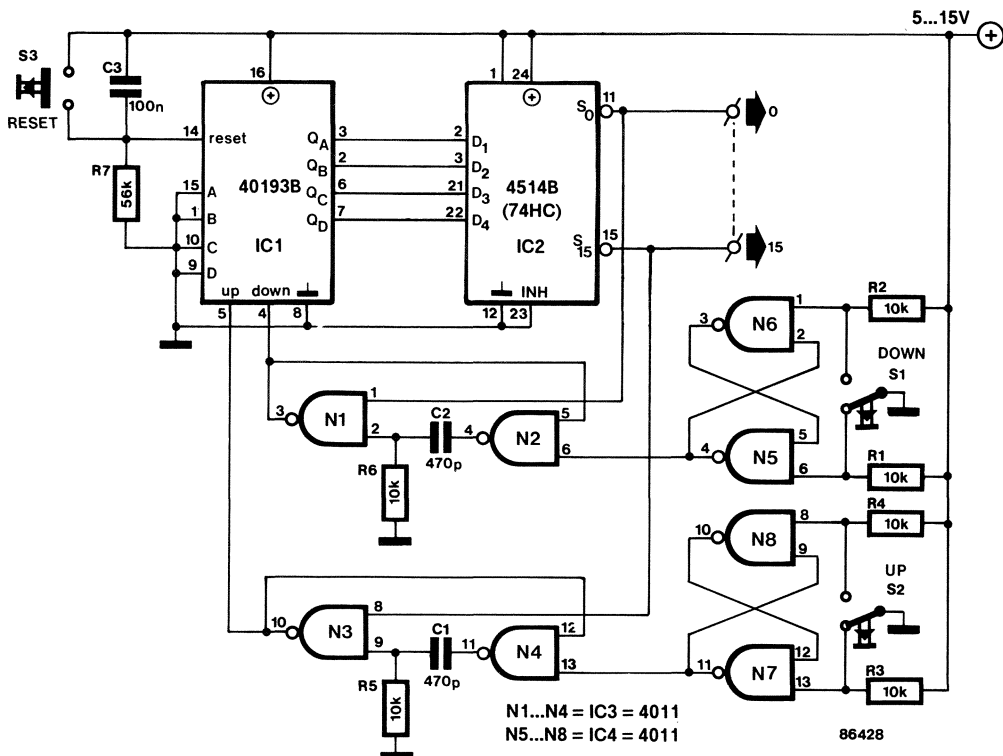 5...15V
S3
RESET
C3
100n
R7
56k
16
14 reset
15 A
1 B
10 C
9 D
QA 3
QB 2
QC 6
QD 7
40193B
IC1
up down
5 4 8
1 24
2 D1
3 D2
21 D3
22 D4
4514B
(74HC)
IC2
S0 11
S15 15
INH
12 23
0
15
3 N1 1
2
C2
470p
R6
10k
4 N2 5
6
3 N6 1
2
4 N5 5
6
R2
10k
DOWN
S1
R1
10k
R4
10k
10 N8 8
9
UP
S2
11 N7 12
13
R3
10k
10 N3 8
9
C1
470p
R5
10k
11 N4 12
13
N1...N4 = IC3 = 4011
N5...N8 = IC4 = 4011
86428